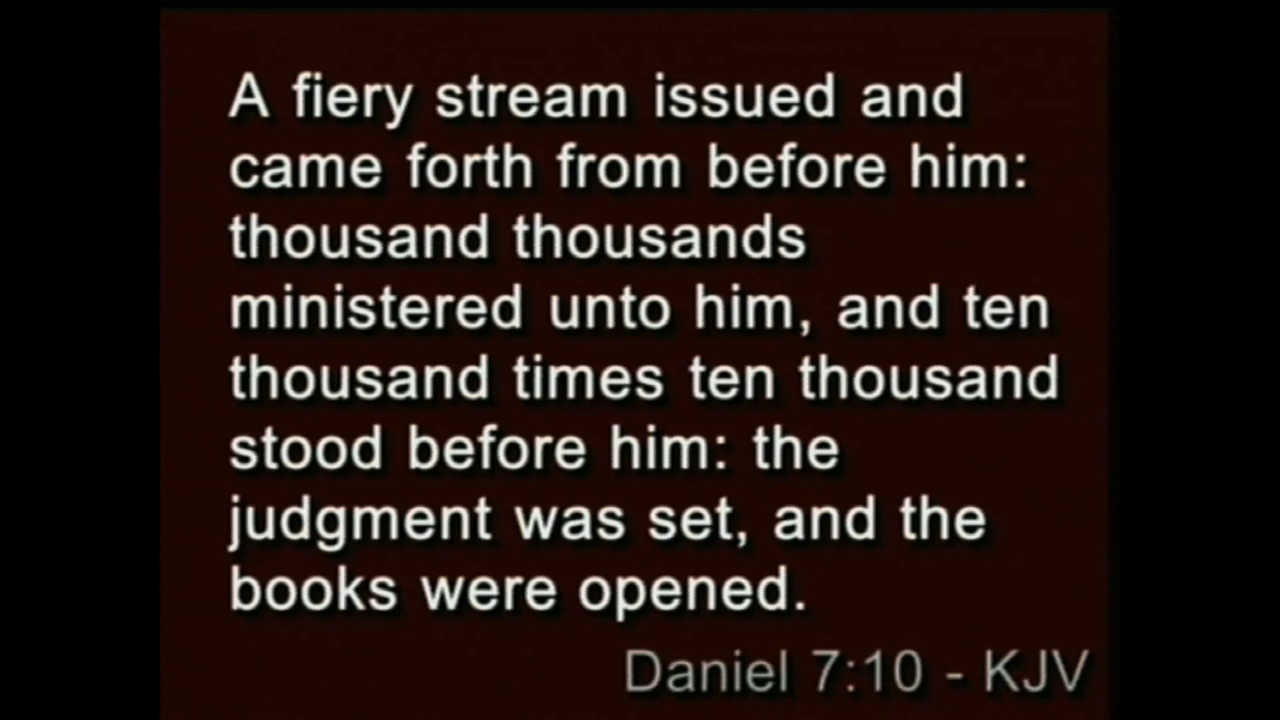 A fiery stream issued and
came forth from before him:
thousand thousands
ministered unto him, and ten
thousand times ten thousand
stood before him: the
judgment was set, and the
books were opened.
Daniel 7:10 - KJV